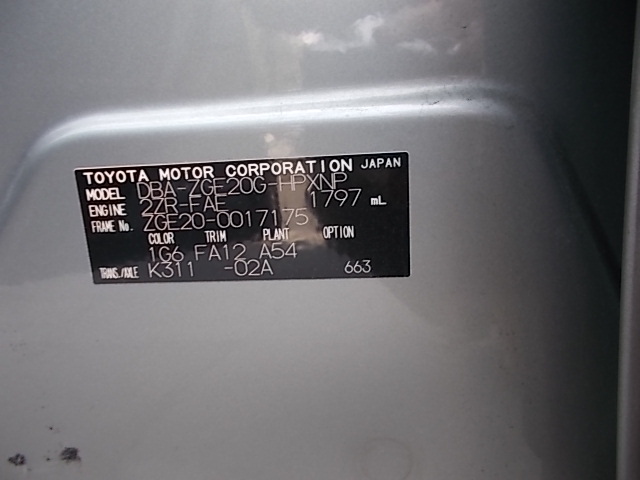 TOYOTA MOTOR CORPORATION JAPAN
MODEL DBA-ZGE20G-HPXNP
ENGINE 2ZR-FAE 1797 mL
FRAME No. ZGE20-0017175
COLOR TRIM PLANT OPTION
1G6 FA12 A54
TRANS./AXLE K311 -02A 663